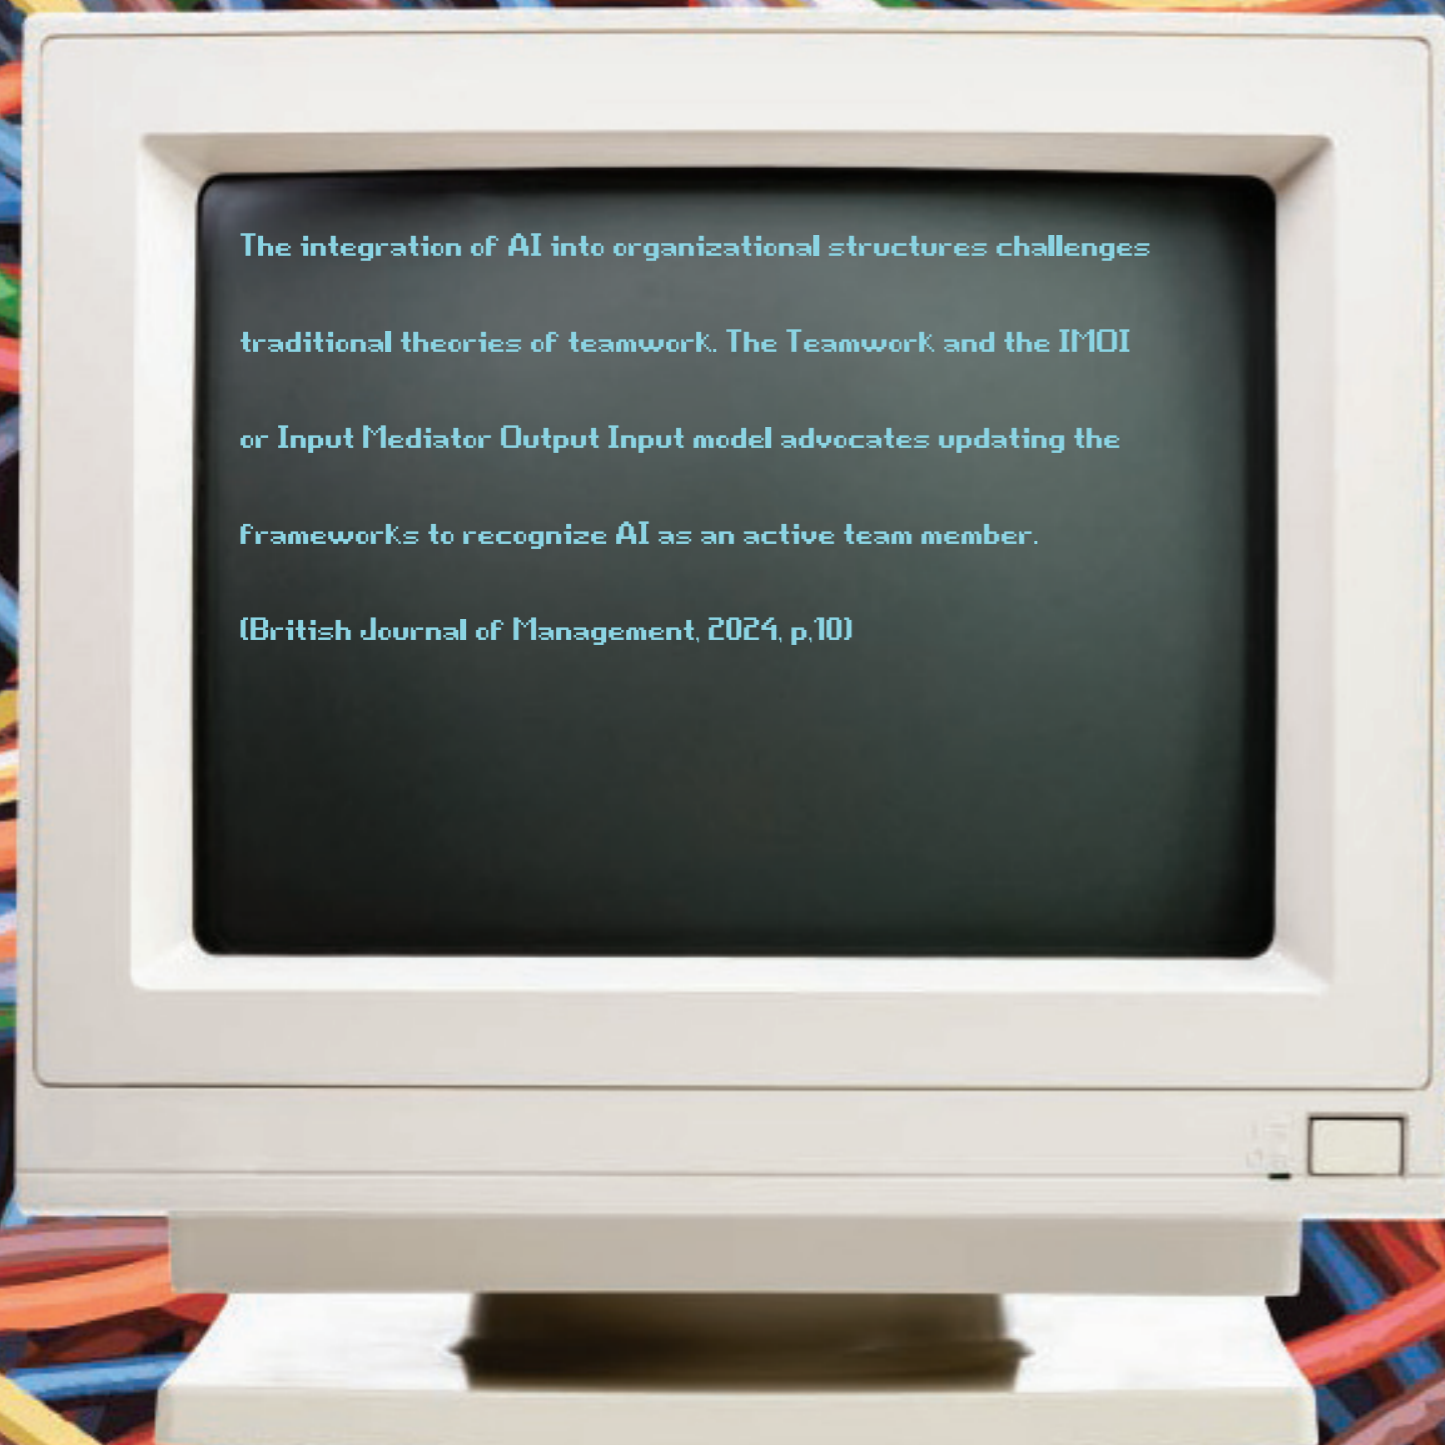 The integration of AI into organizational structures challenges
traditional theories of teamwork. The Teamwork and the IMOI
or Input Mediator Output Input model advocates updating the
frameworks to recognize AI as an active team member.
(British Journal of Management, 2024, p,10)